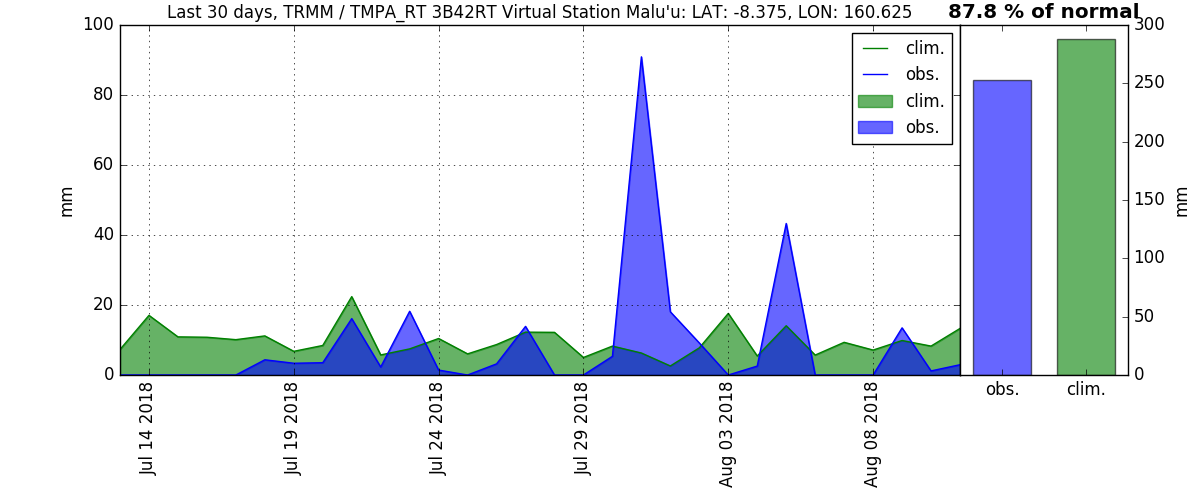 Last 30 days, TRMM / TMPA_RT 3B42RT Virtual Station Malu'u: LAT: -8.375, LON: 160.625
87.8 % of normal
100
80
60
40
20
0
mm
Jul 14 2018
Jul 19 2018
Jul 24 2018
Jul 29 2018
Aug 03 2018
Aug 08 2018
clim.
obs.
clim.
obs.
300
250
200
150
100
50
0
mm
obs.
clim.